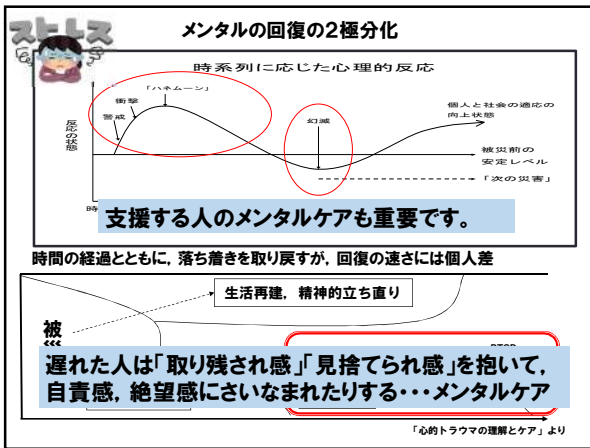 メンタルの回復の2極分化
ストレス
時系列に応じた心理的反応
「ハネムーン」
衝撃
警戒
幻滅
個人と社会の適応の
向上状態
反応の状態
被災前の
安定レベル
「次の災害」
時
支援する人のメンタルケアも重要です。
時間の経過とともに，落ち着きを取り戻すが，回復の速さには個人差
生活再建，精神的立ち直り
被
PTSD
遅れた人は「取り残され感」「見捨てられ感」を抱いて，
自責感，絶望感にさいなまれたりする・・・メンタルケア
「心的トラウマの理解とケア」より